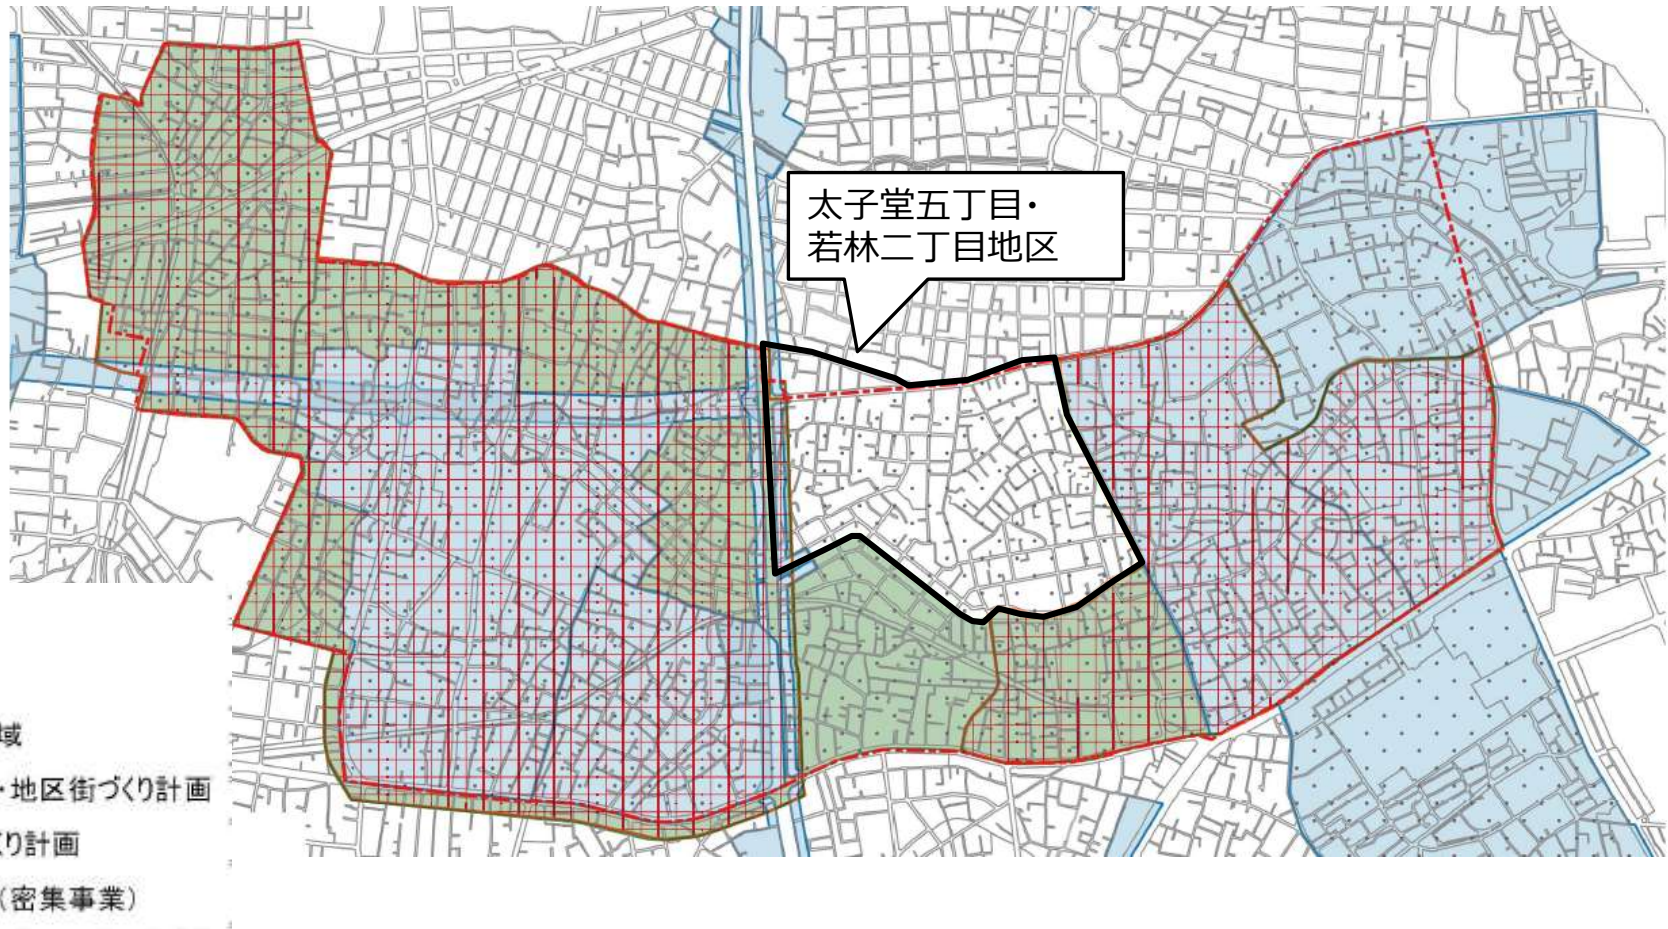 太子堂五丁目・
若林二丁目地区
域
・地区街づくり計画
り計画
（密集事業）